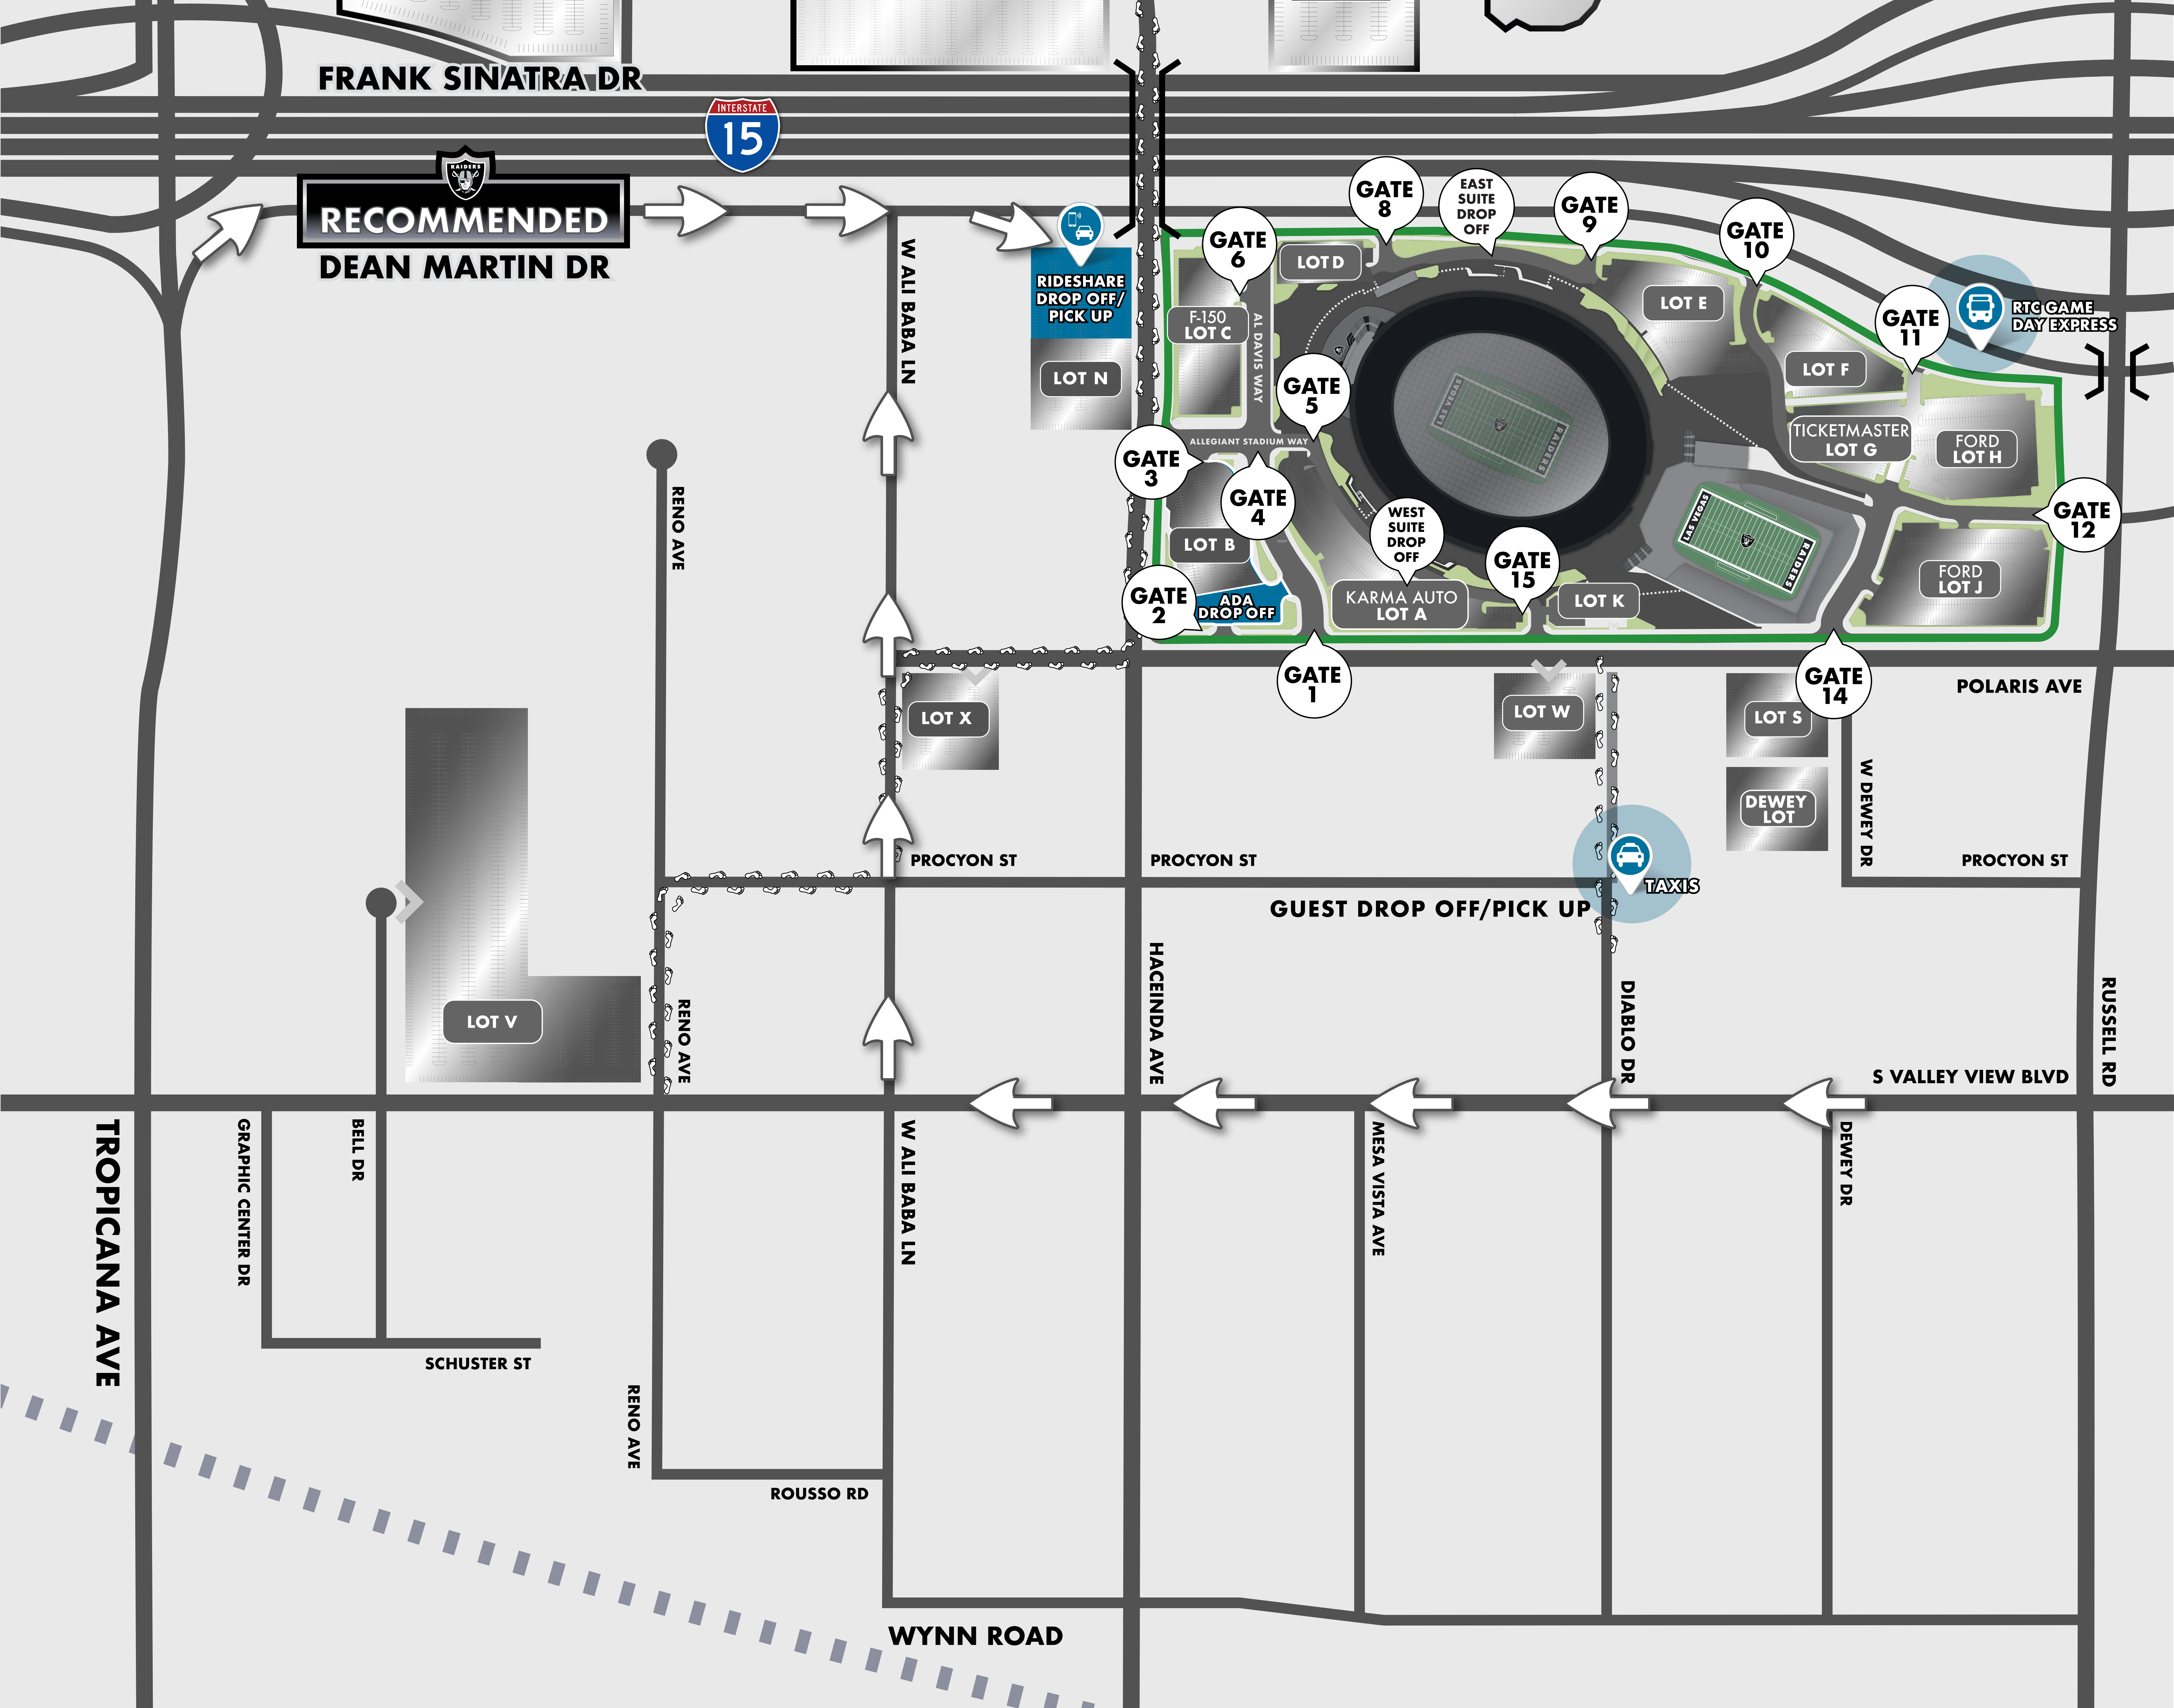 FRANK SINATRA DR
INTERSTATE
15
RAIDERS
RECOMMENDED
DEAN MARTIN DR
W ALI BABA LN
RIDESHARE
DROP OFF/
PICK UP
LOT N
GATE
6
LOT D
GATE
8
EAST
SUITE
DROP
OFF
GATE
9
GATE
10
F-150
LOT C
AL DAVIS WAY
LOT E
GATE
11
RTC GAME
DAY EXPRESS
LOT F
GATE
5
LAS VEGAS
RAIDERS
ALLEGIANT STADIUM WAY
GATE
3
GATE
4
TICKETMASTER
LOT G
FORD
LOT H
WEST
SUITE
DROP
OFF
LAS VEGAS
RAIDERS
GATE
12
LOT B
GATE
15
GATE
2
ADA
DROP OFF
KARMA AUTO
LOT A
LOT K
FORD
LOT J
RENO AVE
GATE
1
GATE
14
POLARIS AVE
LOT X
LOT W
LOT S
DEWEY
LOT
W DEWEY DR
PROCYON ST
PROCYON ST
PROCYON ST
TAXIS
GUEST DROP OFF/PICK UP
LOT V
RENO AVE
HACEINDA AVE
DIABLO DR
RUSSELL RD
S VALLEY VIEW BLVD
TROPICANA AVE
GRAPHIC CENTER DR
BELL DR
W ALI BABA LN
MESA VISTA AVE
DEWEY DR
SCHUSTER ST
RENO AVE
ROUSSO RD
WYNN ROAD